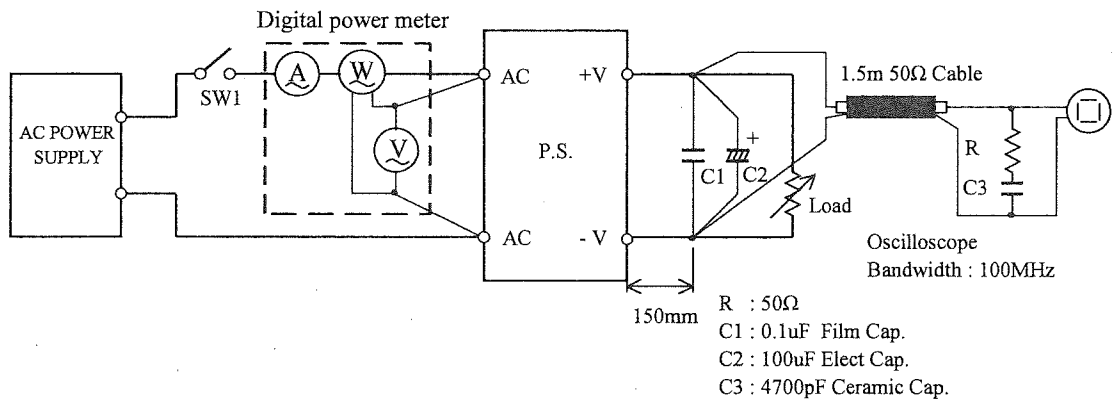 Digital power meter
AC POWER
SUPPLY
SW1
A
W
V
AC
AC
P.S.
+V
- V
C1
+
C2
Load
1.5m 50Ω Cable
R
C3
Oscilloscope
Bandwidth : 100MHz
150mm
R : 50Ω
C1 : 0.1uF Film Cap.
C2 : 100uF Elect Cap.
C3 : 4700pF Ceramic Cap.